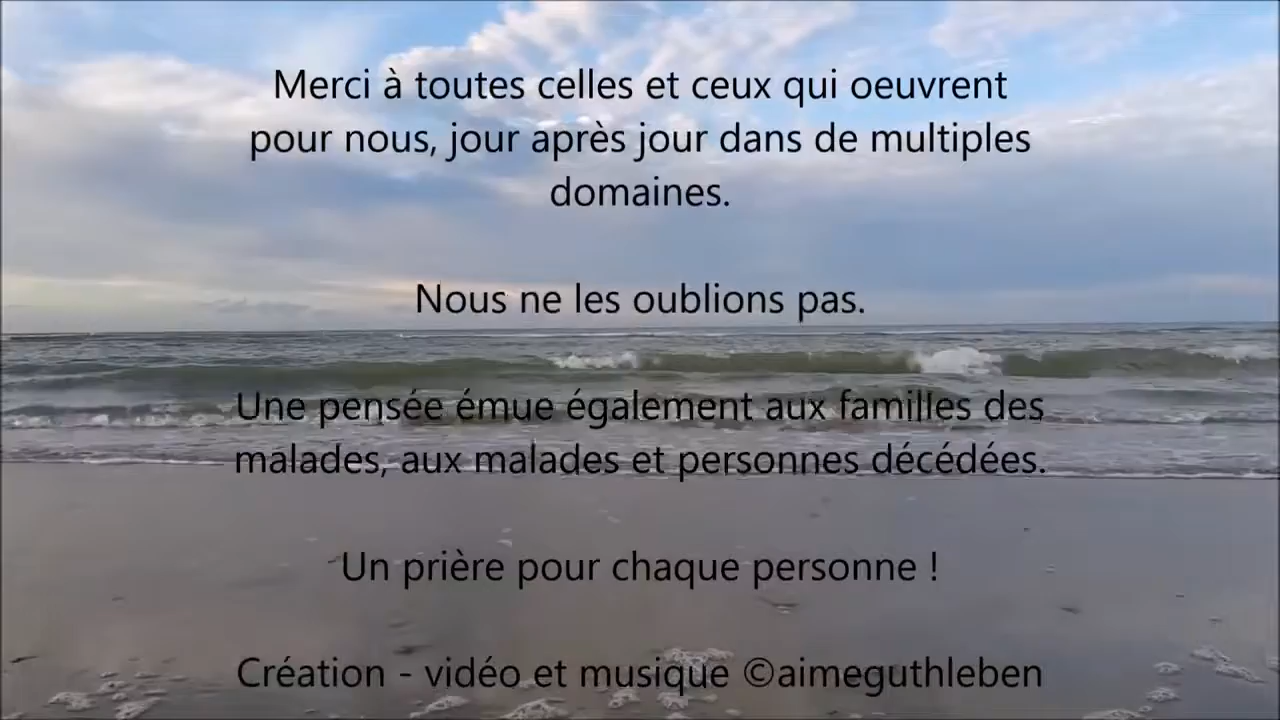 Merci à toutes celles et ceux qui oeuvrent
pour nous, jour après jour dans de multiples
domaines.
Nous ne les oublions pas.
Une pensée émue également aux familles des
malades, aux malades et personnes décédées.
Un prière pour chaque personne !
Création - vidéo et musique ©aimeguthleben